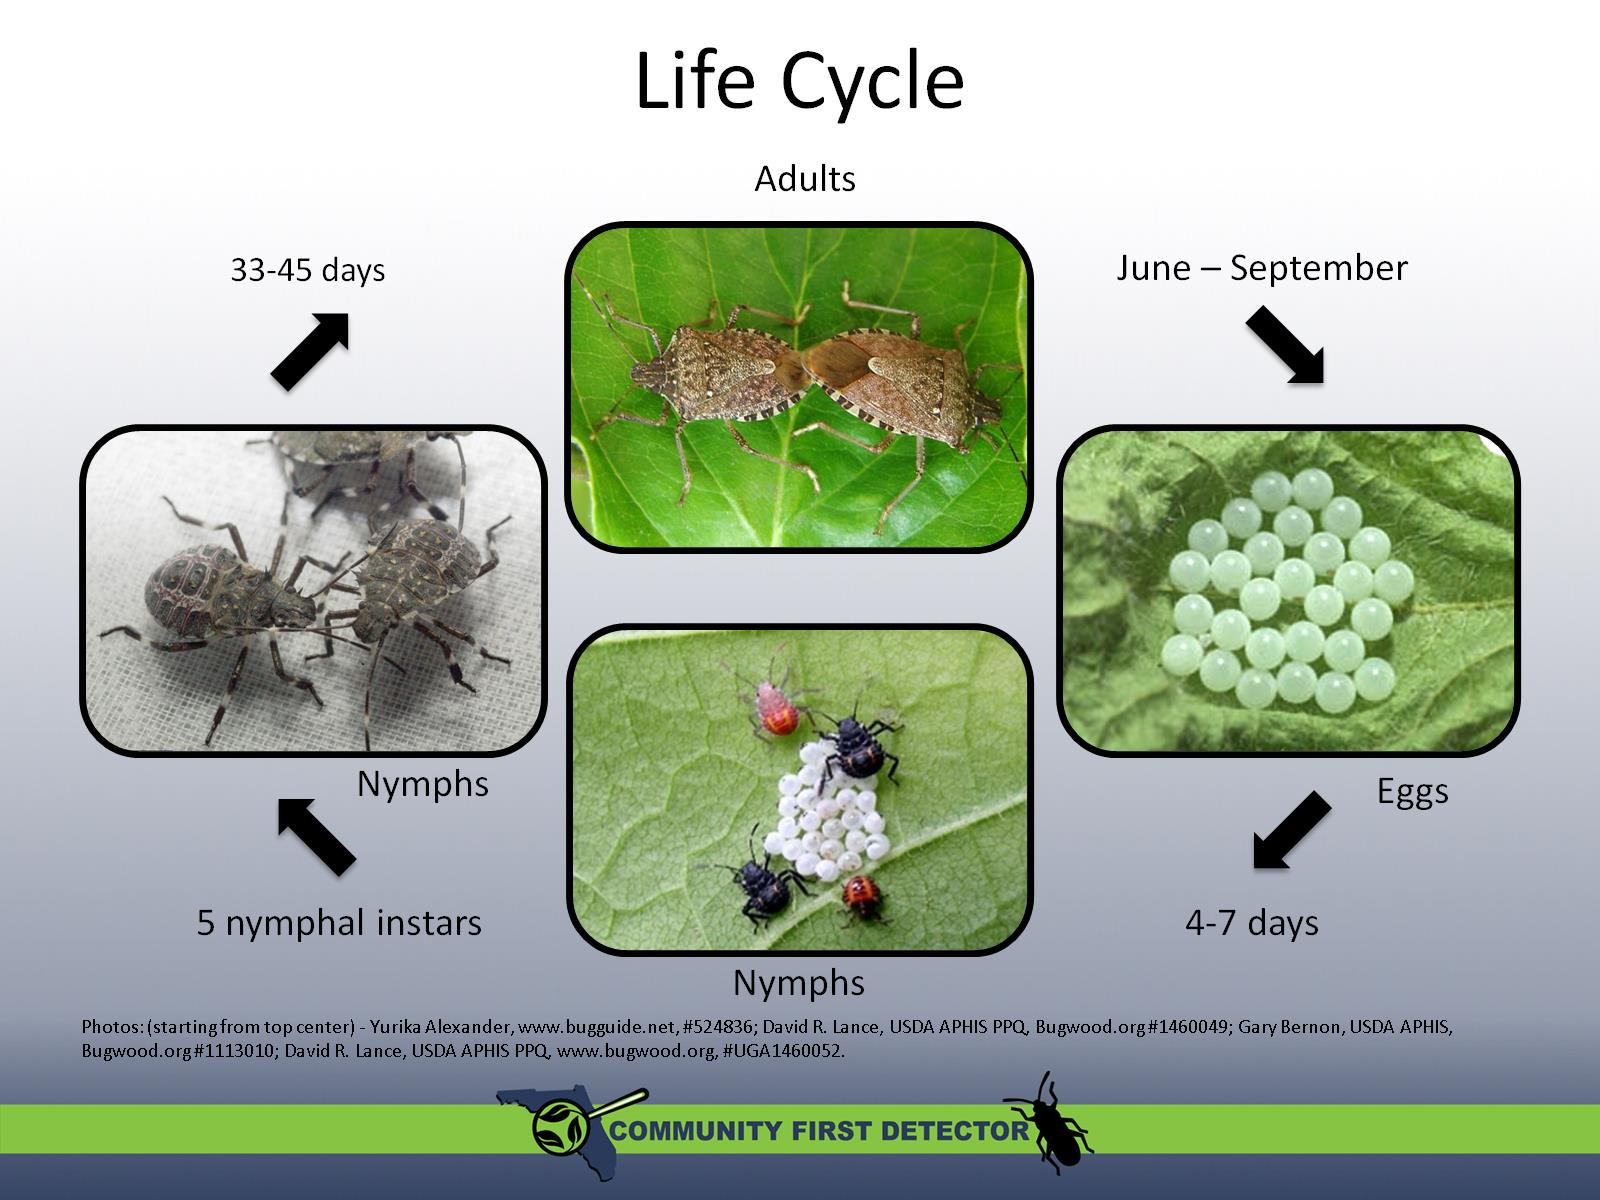 Life Cycle
Adults
33-45 days
June – September
Nymphs
Eggs
5 nymphal instars
4-7 days
Nymphs
Photos: (starting from top center) - Yurika Alexander, www.bugguide.net, #524836; David R. Lance, USDA APHIS PPQ, Bugwood.org #1460049; Gary Bernon, USDA APHIS,
Bugwood.org #1113010; David R. Lance, USDA APHIS PPQ, www.bugwood.org, #UGA1460052.
COMMUNITY FIRST DETECTOR